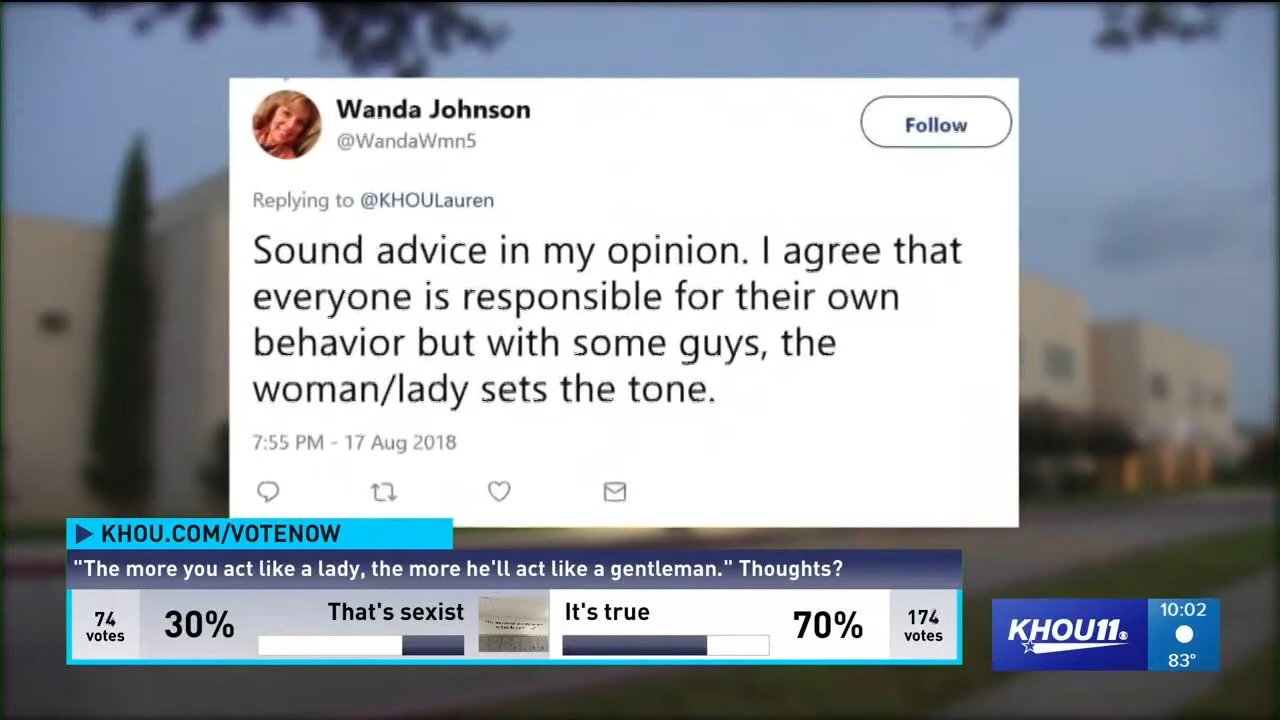 Wanda Johnson
@WandaWmn5
Follow
Replying to @KHOULauren
Sound advice in my opinion. I agree that
everyone is responsible for their own
behavior but with some guys, the
woman/lady sets the tone.
7:55 PM - 17 Aug 2018
KHOU.COM/VOTENOW
"The more you act like a lady, the more he'll act like a gentleman." Thoughts?
74
votes
30%
That's sexist
It's true
70%
174
votes
KHOU11®
10:02
83°